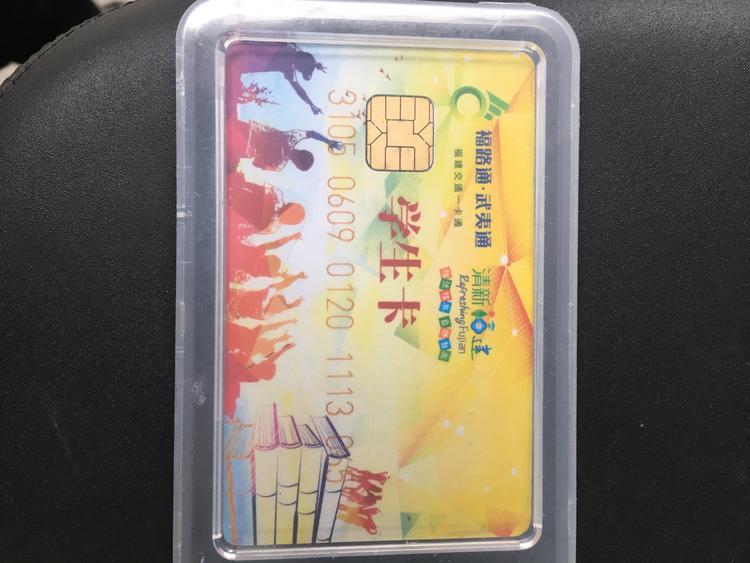 福路通·武夷通
福建交通一卡通
清新福建
Refreshing Fujian
学生卡
3105 0609 0120 1113